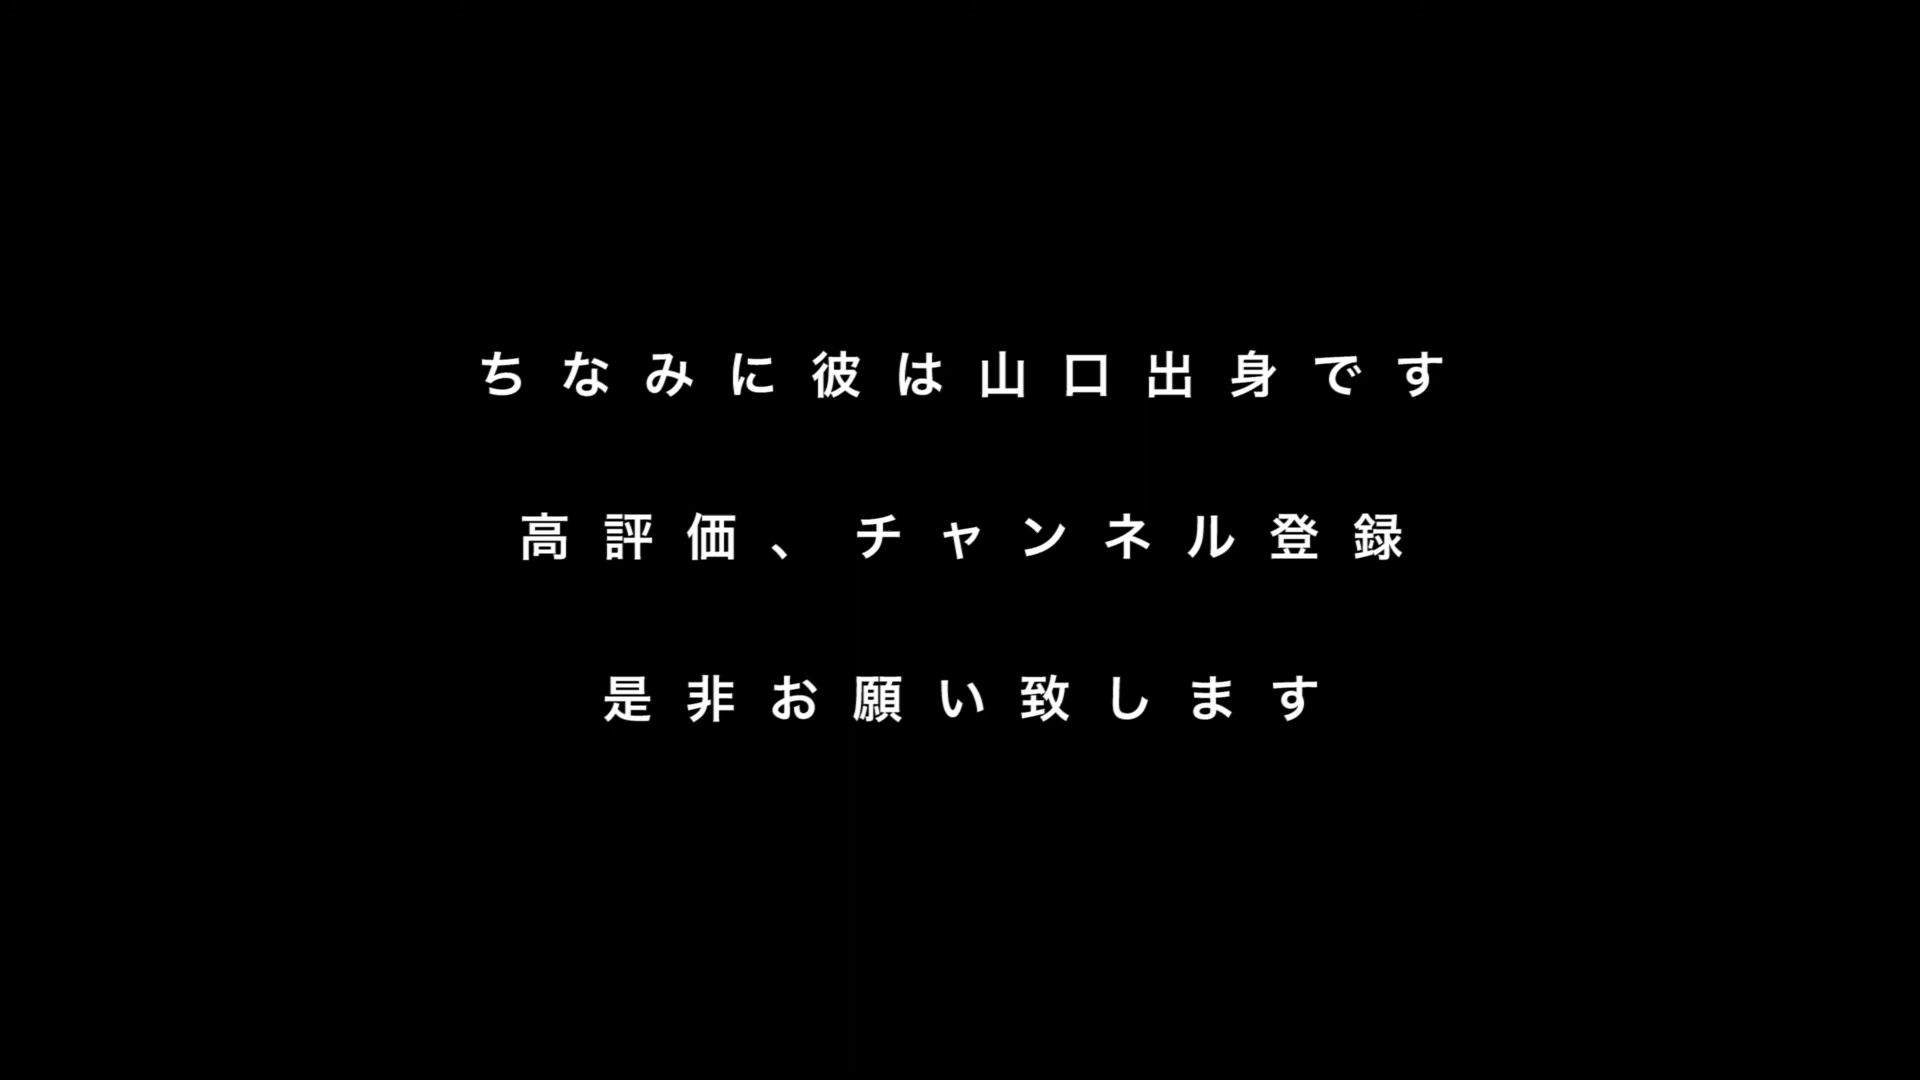 ちなみに彼は山口出身です
高評価、チャンネル登録
是非お願い致します